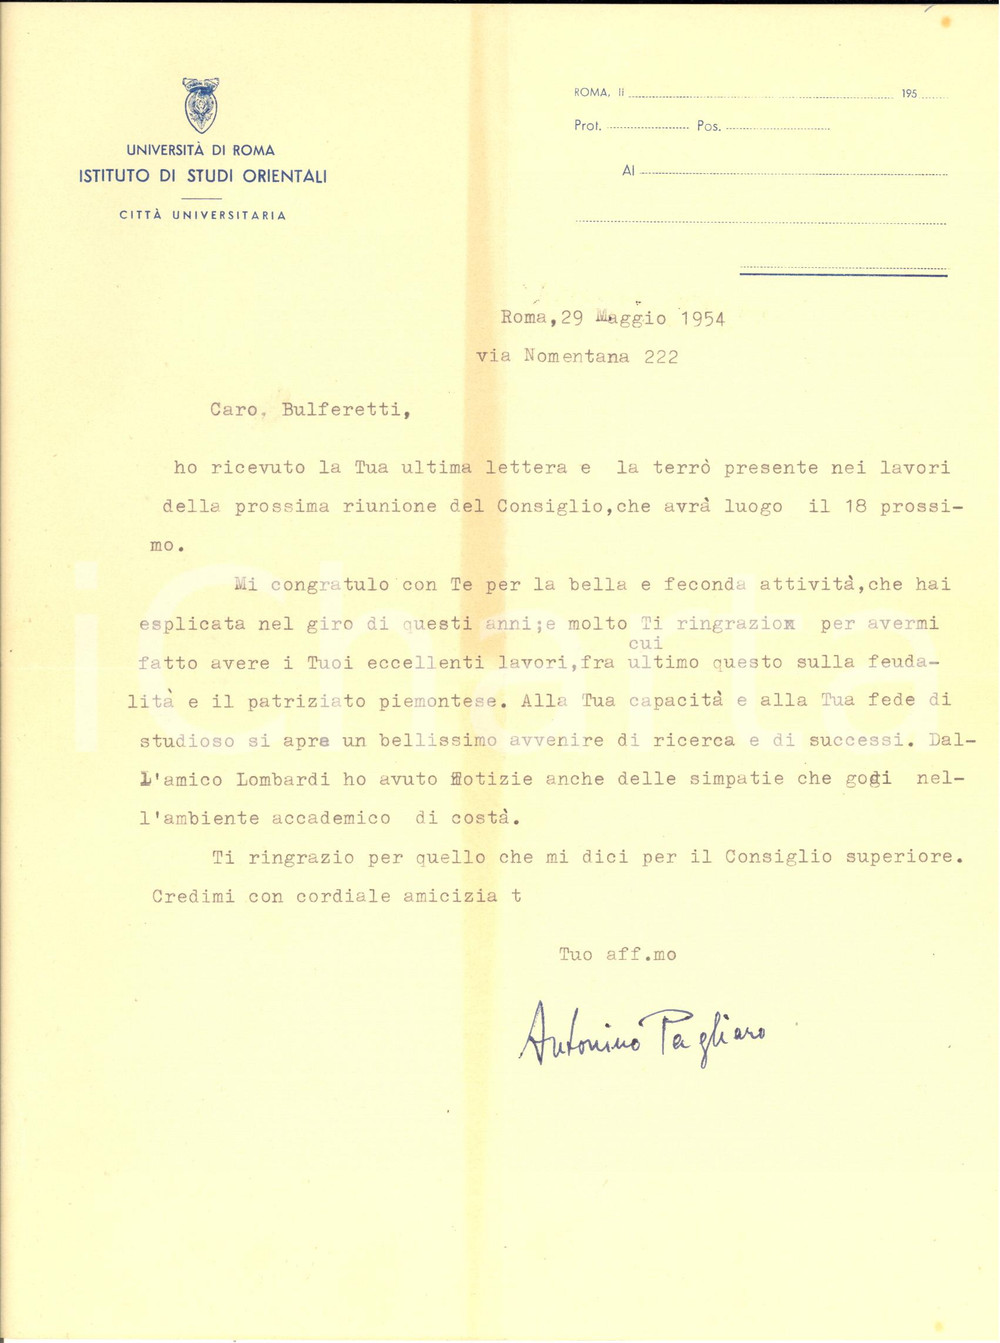 UNIVERSITÀ DI ROMA
ISTITUTO DI STUDI ORIENTALI
CITTÀ UNIVERSITARIA
ROMA, li 195
Prot. Pos.
Al
Roma,29 Maggio 1954
via Nomentana 222
Caro. Bulferetti,
ho ricevuto la Tua ultima lettera e la terrò presente nei lavori
della prossima riunione del Consiglio,che avrà luogo il 18 prossi-
mo.
Mi congratulo con Te per la bella e feconda attività,che hai
esplicata nel giro di questi anni;e molto Ti ringrazio per avermi
cui
fatto avere i Tuoi eccellenti lavori,fra ultimo questo sulla feuda-
lità e il patriziato piemontese. Alla Tua capacità e alla Tua fede di
studioso si apre un bellissimo avvenire di ricerca e di successi. Dal-
l'amico Lombardi ho avuto notizie anche delle simpatie che godi nel-
l'ambiente accademico di costà.
Ti ringrazio per quello che mi dici per il Consiglio superiore.
Credimi con cordiale amicizia t
Tuo aff.mo
Antonino Pagliaro
iCharta